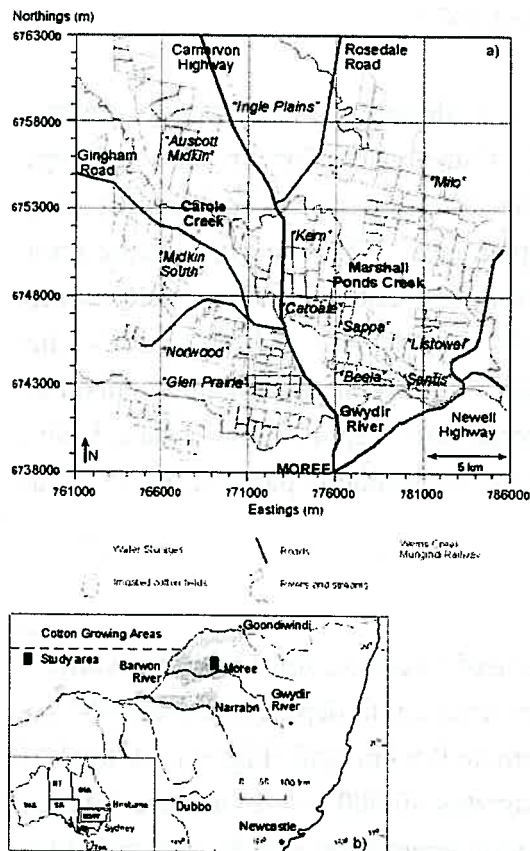 Northings (m)
6763000
6758000
6753000
6748000
6743000
6738000
a)
Carnarvon
Highway
Rosedale
Road
"Ingle Plains"
"Auscott
Midkin"
Gingham
Road
"Milo"
Carole
Creek
"Kern"
"Midkin
South"
Marshall
Ponds Creek
"Sappa"
"Listowel"
"Norwood"
"Glen Prairie"
Gwydir
River
Newell
Highway
N
MOREE
5 km
761000 766000 771000 776000 781000 786000
Eastings (m)
Water Storages
Roads
Irrigated cotton fields
Rivers and streams
Mungindi Railway
Cotton Growing Areas
Study area
Goondiwindi
Barwon
River
Moree
Gwydir
River
Narrabri
100 km
Dubbo
Newcastle
NT
WA
SA
Brisbane
NSW
Sydney
b)